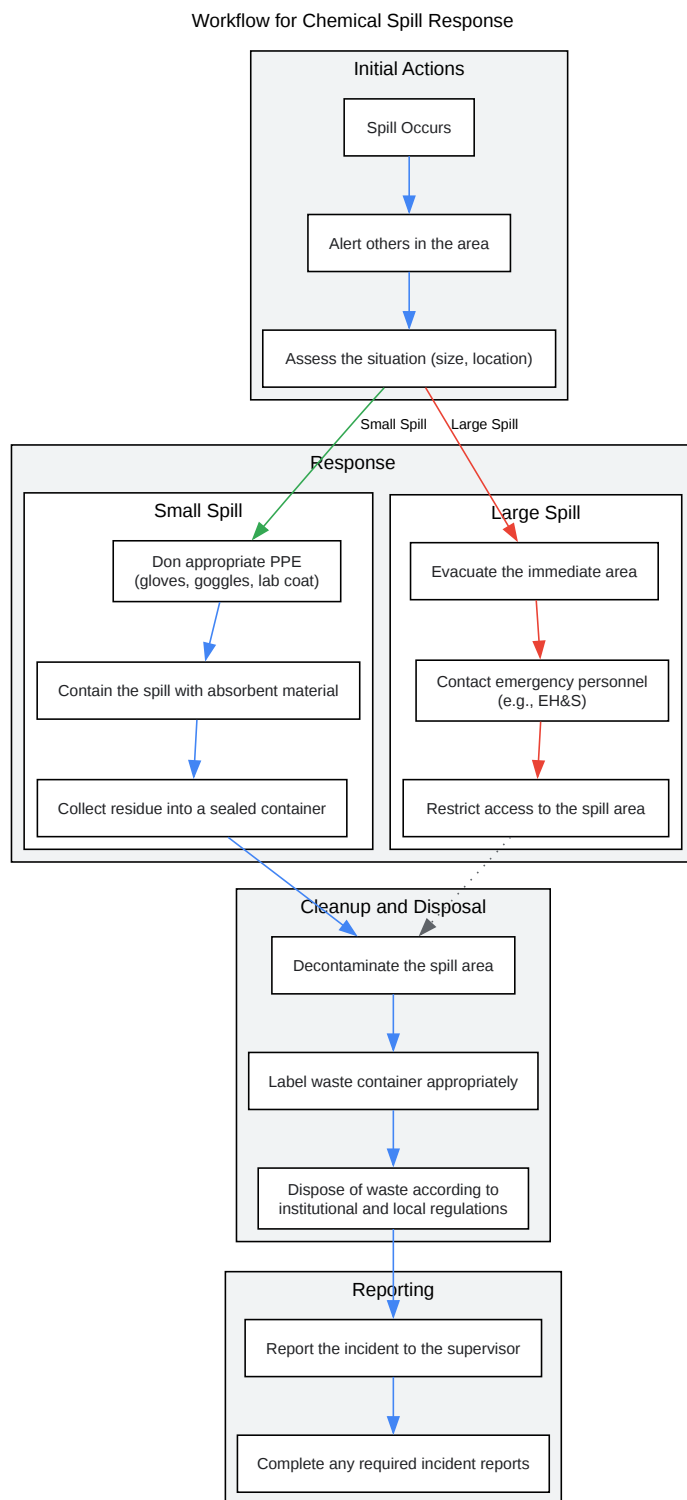 Workflow for Chemical Spill Response
Initial Actions
Spill Occurs
Alert others in the area
Assess the situation (size, location)
Small Spill
Large Spill
Response
Small Spill
Don appropriate PPE
(gloves, goggles, lab coat)
Contain the spill with absorbent material
Collect residue into a sealed container
Large Spill
Evacuate the immediate area
Contact emergency personnel
(e.g., EH&S)
Restrict access to the spill area
Cleanup and Disposal
Decontaminate the spill area
Label waste container appropriately
Dispose of waste according to
institutional and local regulations
Reporting
Report the incident to the supervisor
Complete any required incident reports